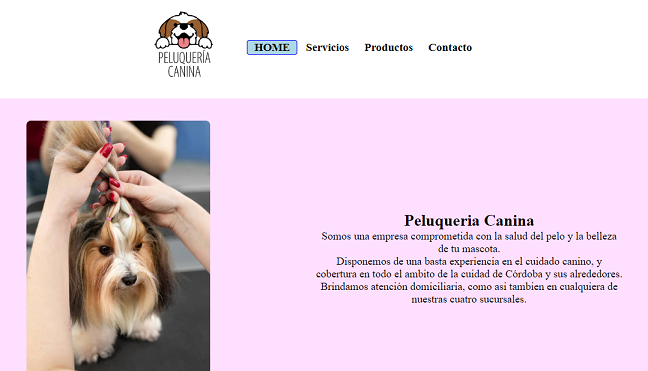 PELUQUERÍA
CANINA
HOME Servicios Productos Contacto
Peluqueria Canina
Somos una empresa comprometida con la salud del pelo y la belleza
de tu mascota.
Disponemos de una basta experiencia en el cuidado canino, y
cobertura en todo el ambito de la cuidad de Córdoba y sus alrededores.
Brindamos atención domiciliaria, como asi tambíen en cualquiera de
nuestras cuatro sucursales.